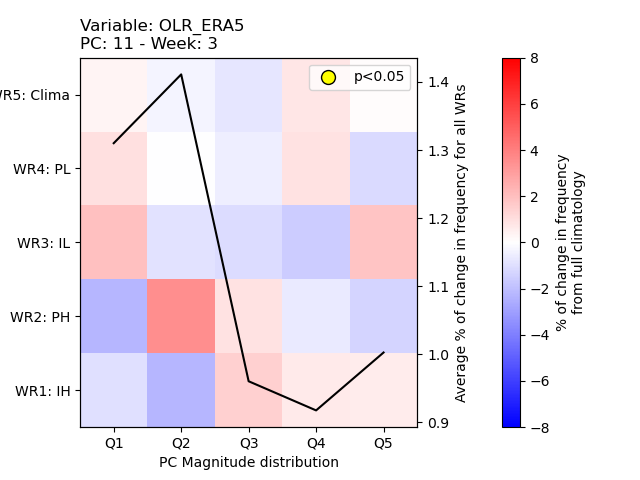 Variable: OLR_ERA5
PC: 11 - Week: 3
p<0.05
WR5: Clima
WR4: PL
WR3: IL
WR2: PH
WR1: IH
Q1 Q2 Q3 Q4 Q5
PC Magnitude distribution
1.4
1.3
1.2
1.1
1.0
0.9
Average % of change in frequency for all WRs
8
6
4
2
0
−2
−4
−6
−8
% of change in frequency
from full climatology